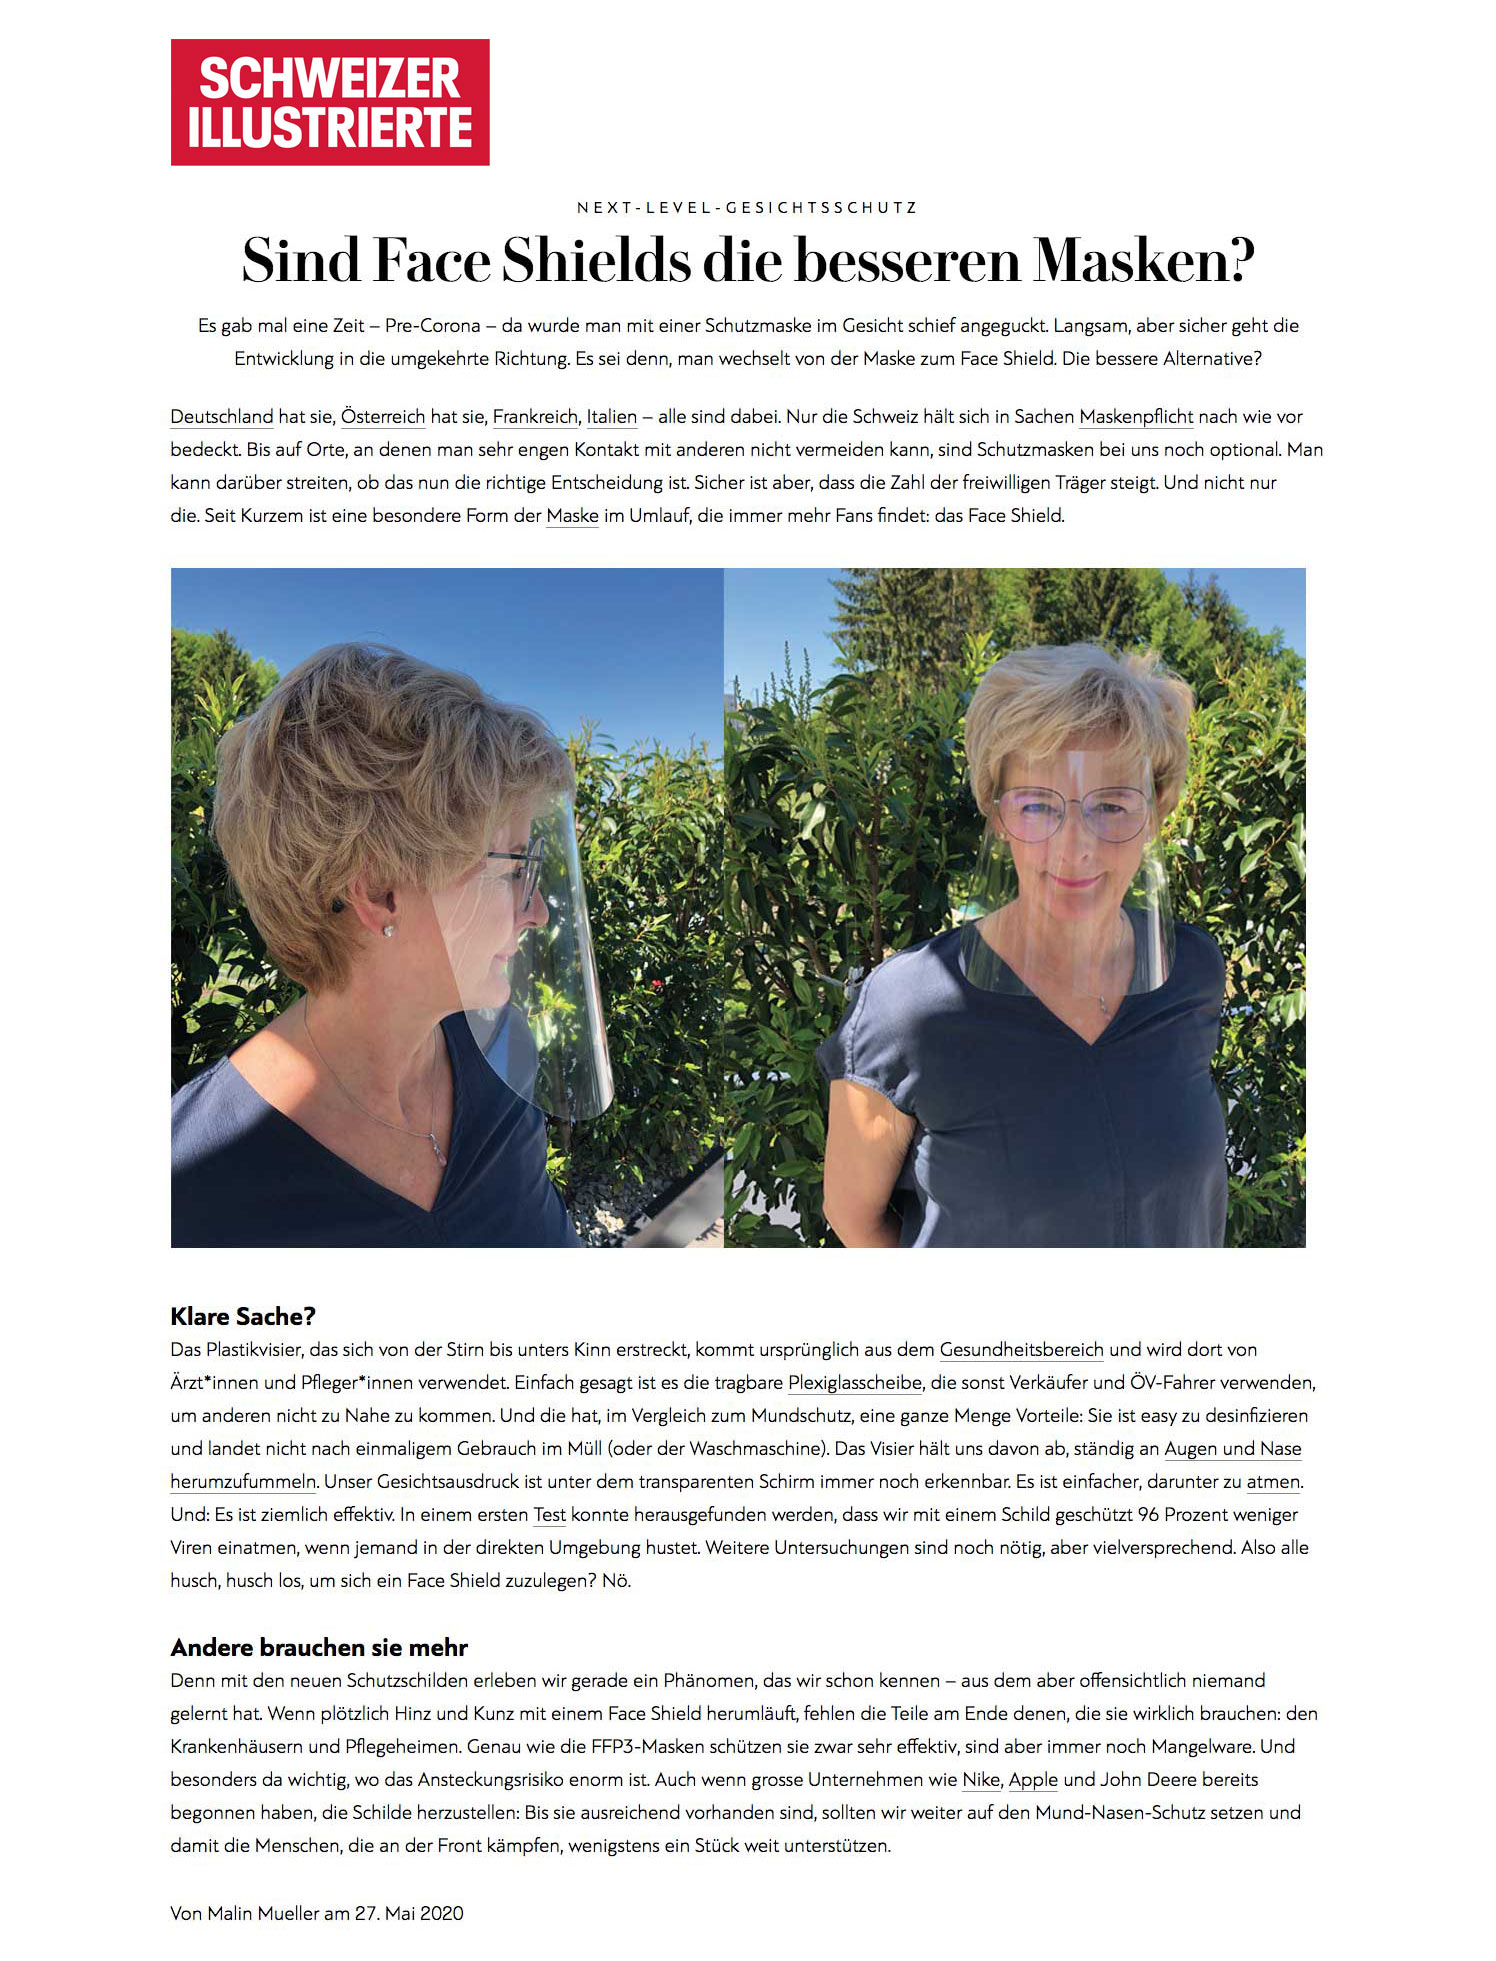 SCHWEIZER
ILLUSTRIERTE
NEXT-LEVEL-GESICHTSSCHUTZ
Sind Face Shields die besseren Masken?
Es gab mal eine Zeit – Pre-Corona – da wurde man mit einer Schutzmaske im Gesicht schief angeguckt. Langsam, aber sicher geht die
Entwicklung in die umgekehrte Richtung. Es sei denn, man wechselt von der Maske zum Face Shield. Die bessere Alternative?
Deutschland hat sie, Österreich hat sie, Frankreich, Italien – alle sind dabei. Nur die Schweiz hält sich in Sachen Maskenpflicht nach wie vor
bedeckt. Bis auf Orte, an denen man sehr engen Kontakt mit anderen nicht vermeiden kann, sind Schutzmasken bei uns noch optional. Man
kann darüber streiten, ob das nun die richtige Entscheidung ist. Sicher ist aber, dass die Zahl der freiwilligen Träger steigt. Und nicht nur
die. Seit Kurzem ist eine besondere Form der Maske im Umlauf, die immer mehr Fans findet: das Face Shield.
Klare Sache?
Das Plastikvisier, das sich von der Stirn bis unters Kinn erstreckt, kommt ursprünglich aus dem Gesundheitsbereich und wird dort von
Ärzt*innen und Pfleger*innen verwendet. Einfach gesagt ist es die tragbare Plexiglasscheibe, die sonst Verkäufer und ÖV-Fahrer verwenden,
um anderen nicht zu Nahe zu kommen. Und die hat, im Vergleich zum Mundschutz, eine ganze Menge Vorteile: Sie ist easy zu desinfizieren
und landet nicht nach einmaligem Gebrauch im Müll (oder der Waschmaschine). Das Visier hält uns davon ab, ständig an Augen und Nase
herumzufummeln. Unser Gesichtsausdruck ist unter dem transparenten Schirm immer noch erkennbar. Es ist einfacher, darunter zu atmen.
Und: Es ist ziemlich effektiv. In einem ersten Test konnte herausgefunden werden, dass wir mit einem Schild geschützt 96 Prozent weniger
Viren einatmen, wenn jemand in der direkten Umgebung hustet. Weitere Untersuchungen sind noch nötig, aber vielversprechend. Also alle
husch, husch los, um sich ein Face Shield zuzulegen? Nö.
Andere brauchen sie mehr
Denn mit den neuen Schutzschilden erleben wir gerade ein Phänomen, das wir schon kennen – aus dem aber offensichtlich niemand
gelernt hat. Wenn plötzlich Hinz und Kunz mit einem Face Shield herumläuft, fehlen die Teile am Ende denen, die sie wirklich brauchen: den
Krankenhäusern und Pflegeheimen. Genau wie die FFP3-Masken schützen sie zwar sehr effektiv, sind aber immer noch Mangelware. Und
besonders da wichtig, wo das Ansteckungsrisiko enorm ist. Auch wenn grosse Unternehmen wie Nike, Apple und John Deere bereits
begonnen haben, die Schilde herzustellen: Bis sie ausreichend vorhanden sind, sollten wir weiter auf den Mund-Nasen-Schutz setzen und
damit die Menschen, die an der Front kämpfen, wenigstens ein Stück weit unterstützen.
Von Malin Mueller am 27. Mai 2020